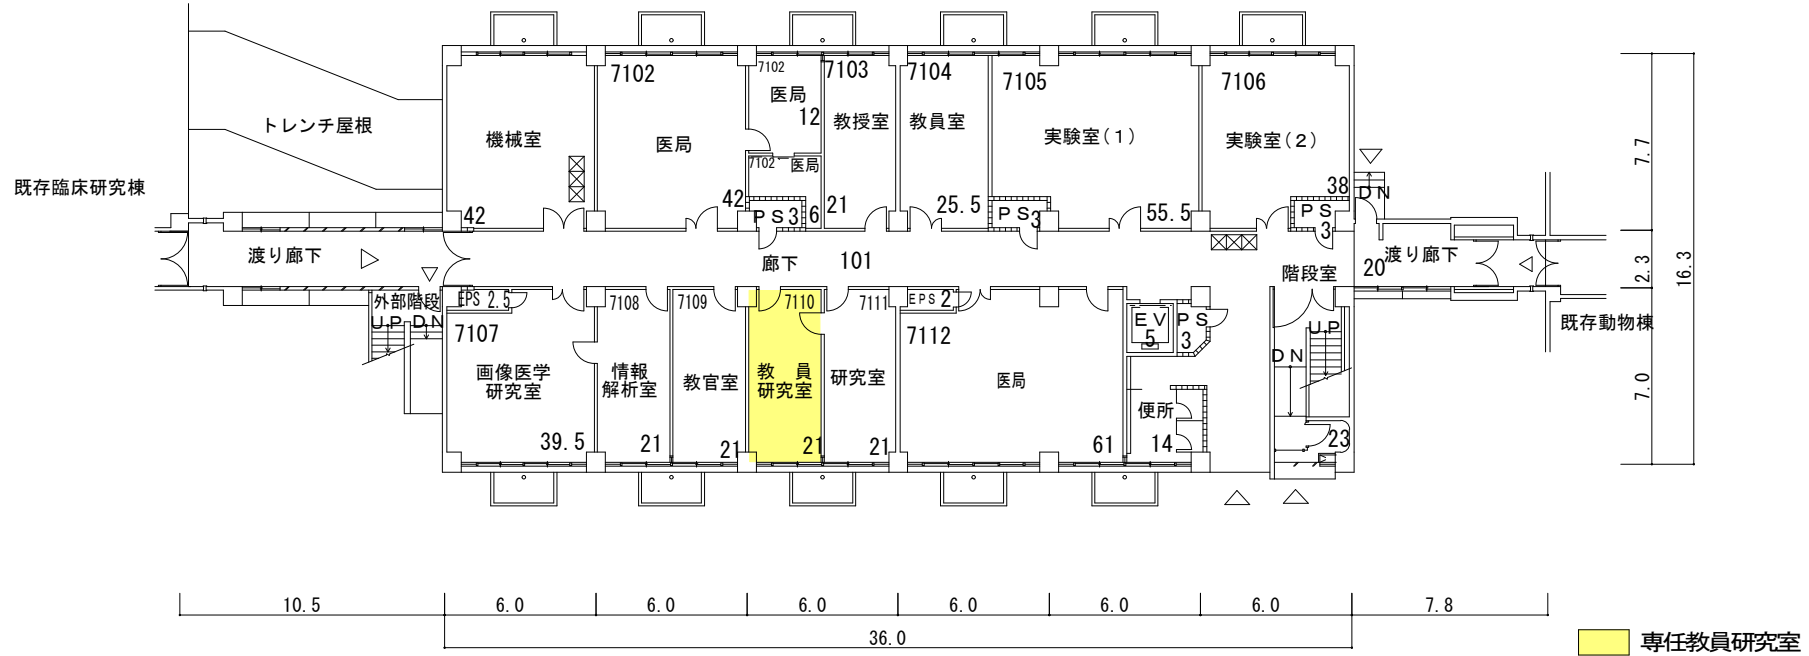 7102
7102
7103
7104
7105
7106
トレンチ屋根
機械室
医局
医局
12
教授室
教員室
実験室(1)
実験室(2)
7.7
7102
医局
既存臨床研究棟
42
42
PS
3
6
21
25.5
PS
3
55.5
38
PS
3
DN
渡り廊下
廊下
101
階段室
20
渡り廊下
2.3
16.3
外部階段
UP
DN
EPS 2.5
7107
7108
7109
7110
7111
EPS 2
7112
EV
5
PS
3
UP
DN
既存動物棟
画像医学
研究室
情報
解析室
教官室
教 員
研究室
研究室
医局
便所
7.0
39.5
21
21
21
21
61
14
23
10.5
6.0
6.0
6.0
6.0
6.0
6.0
7.8
36.0
専任教員研究室